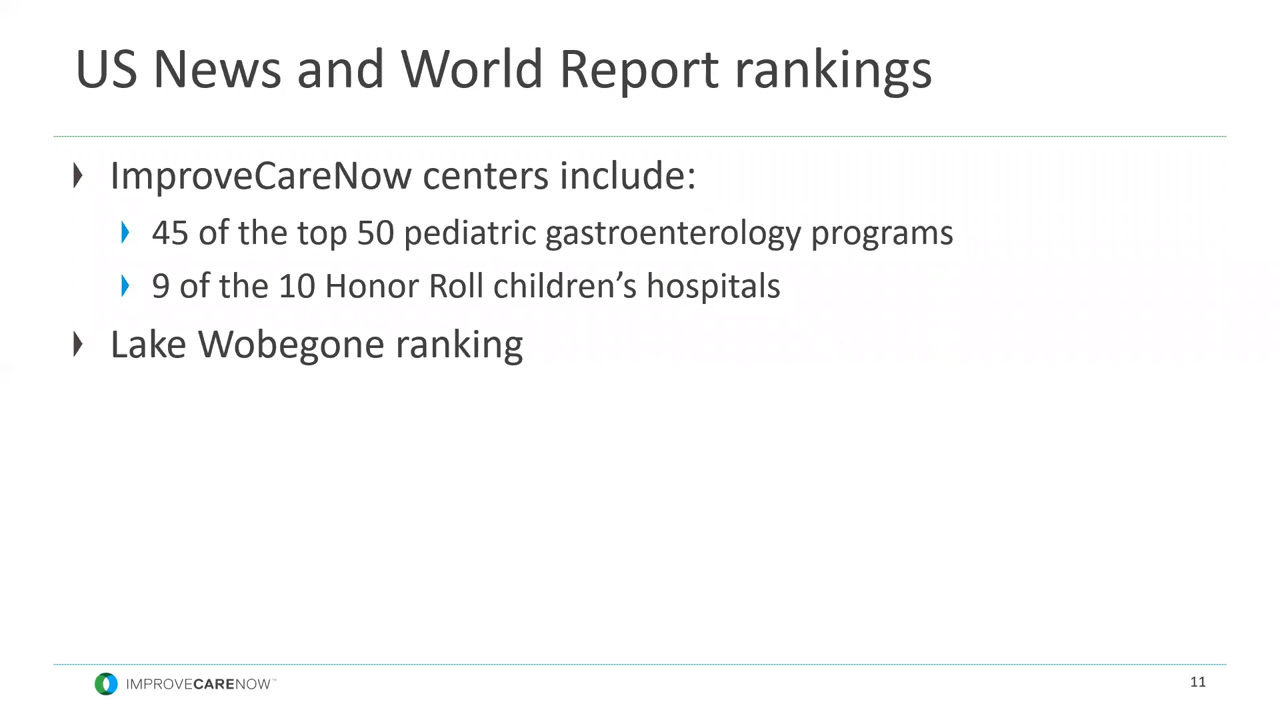 US News and World Report rankings
ImproveCareNow centers include:
45 of the top 50 pediatric gastroenterology programs
9 of the 10 Honor Roll children’s hospitals
Lake Wobegone ranking
IMPROVECARENOW™
11